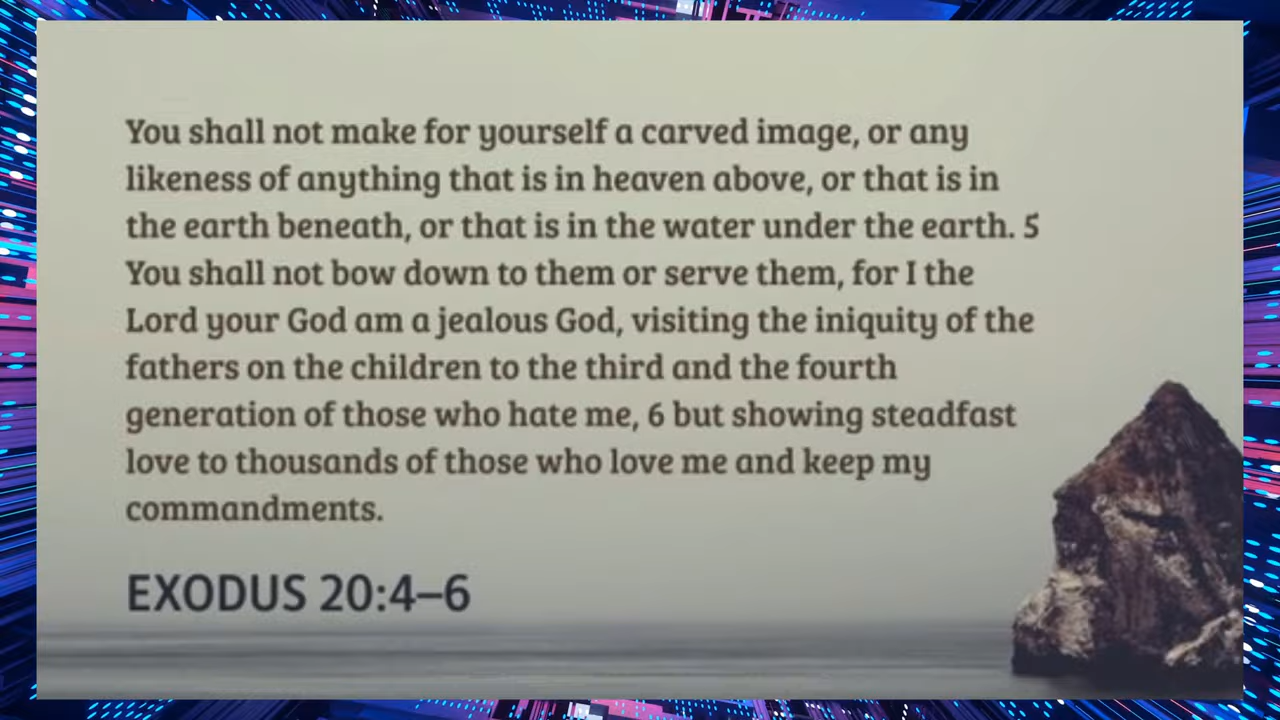 You shall not make for yourself a carved image, or any
likeness of anything that is in heaven above, or that is in
the earth beneath, or that is in the water under the earth. 5
You shall not bow down to them or serve them, for I the
Lord your God am a jealous God, visiting the iniquity of the
fathers on the children to the third and the fourth
generation of those who hate me, 6 but showing steadfast
love to thousands of those who love me and keep my
commandments.
EXODUS 20:4–6